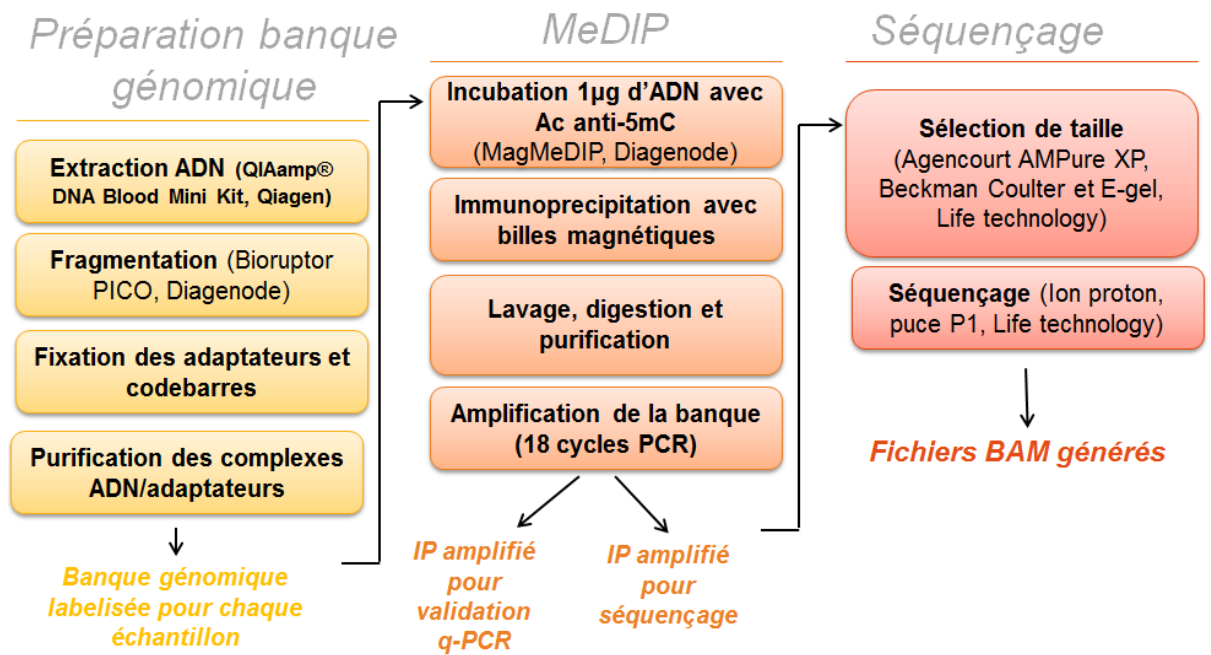 Préparation banque
génomique
Extraction ADN (QIAamp®
DNA Blood Mini Kit, Qiagen)
Fragmentation (Bioruptor
PICO, Diagenode)
Fixation des adaptateurs et
codebarres
Purification des complexes
ADN/adaptateurs
Banque génomique
labelisée pour chaque
échantillon
MeDIP
Incubation 1µg d'ADN avec
Ac anti-5mC
(MagMeDIP, Diagenode)
Immunoprecipitation avec
billes magnétiques
Lavage, digestion et
purification
Amplification de la banque
(18 cycles PCR)
IP amplifié
pour
validation
q-PCR
IP amplifié
pour
séquençage
Séquençage
Sélection de taille
(Agencourt AMPure XP,
Beckman Coulter et E-gel,
Life technology)
Séquençage (Ion proton,
puce P1, Life technology)
Fichiers BAM générés